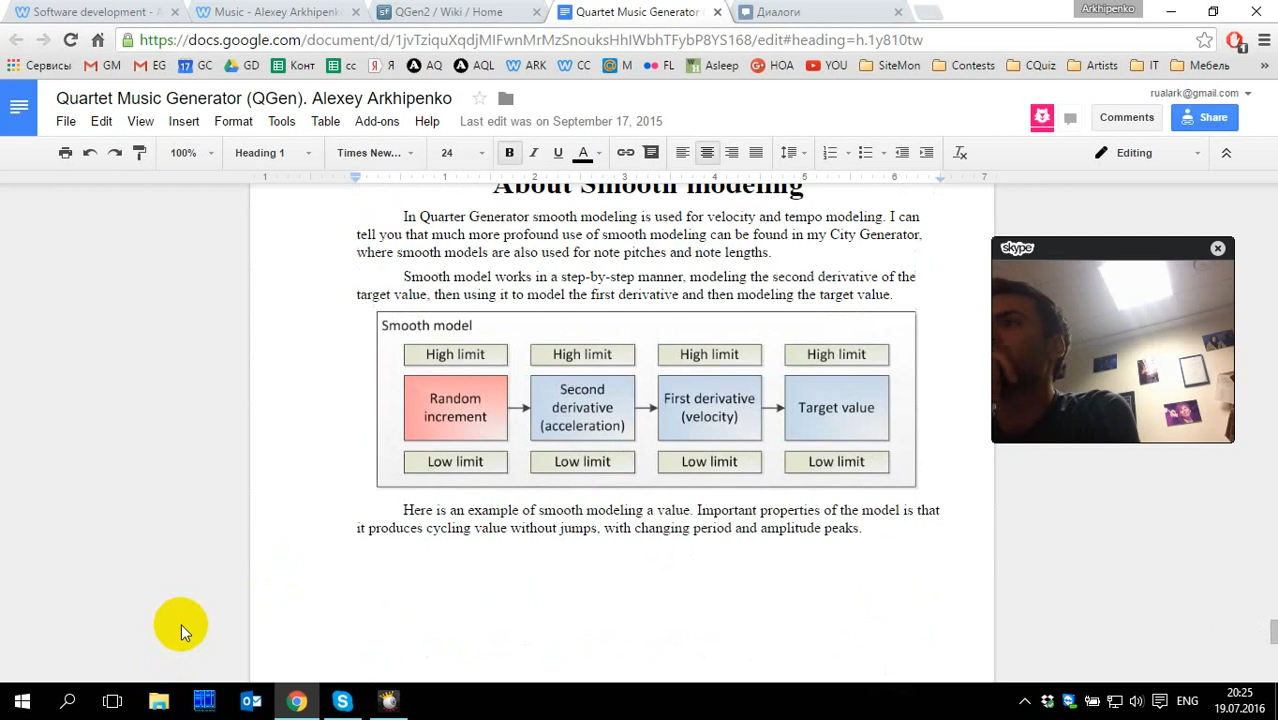 Software development - A
Music - Alexey Arkhipenk
QGen2 / Wiki / Home
Quartet Music Generator
Диалоги
Arkhipenko
https://docs.google.com/document/d/1jvTziquXqdjMIFwnMrMzSnouksHhIWbhTFybP8YS168/edit#heading=h.1y810tw
Сервисы
GM
EG
GC
GD
Конт
cc
Я
AQ
AQL
ARK
CC
M
FL
Asleep
HOA
YOU
SiteMon
Contests
CQuiz
Artists
IT
Мебель
Quartet Music Generator (QGen). Alexey Arkhipenko
rualark@gmail.com
File Edit View Insert Format Tools Table Add-ons Help Last edit was on September 17, 2015
Comments
Share
100% Heading 1 Times New... 24 B I U A Editing
1 1 2 3 4 5 6 7
About Smooth modeling
In Quarter Generator smooth modeling is used for velocity and tempo modeling. I can
tell you that much more profound use of smooth modeling can be found in my City Generator,
where smooth models are also used for note pitches and note lengths.
Smooth model works in a step-by-step manner, modeling the second derivative of the
target value, then using it to model the first derivative and then modeling the target value.
Smooth model
High limit High limit High limit High limit
Random
increment
Second
derivative
(acceleration)
First derivative
(velocity)
Target value
Low limit Low limit Low limit Low limit
Here is an example of smooth modeling a value. Important properties of the model is that
it produces cycling value without jumps, with changing period and amplitude peaks.
skype
ENG
20:25
19.07.2016